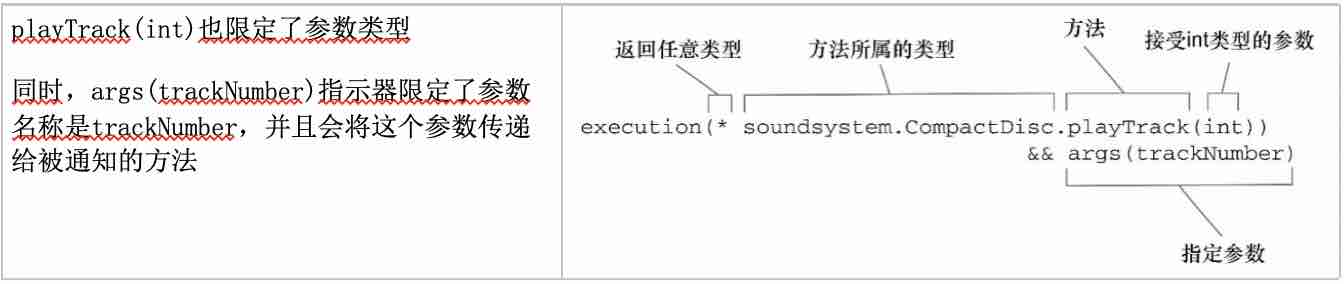 playTrack(int)也限定了参数类型
同时，args(trackNumber)指示器限定了参数
名称是trackNumber，并且会将这个参数传递
给被通知的方法
返回任意类型
方法所属的类型
方法
接受int类型的参数
execution(* soundsystem.CompactDisc.playTrack(int))
&& args(trackNumber)
指定参数